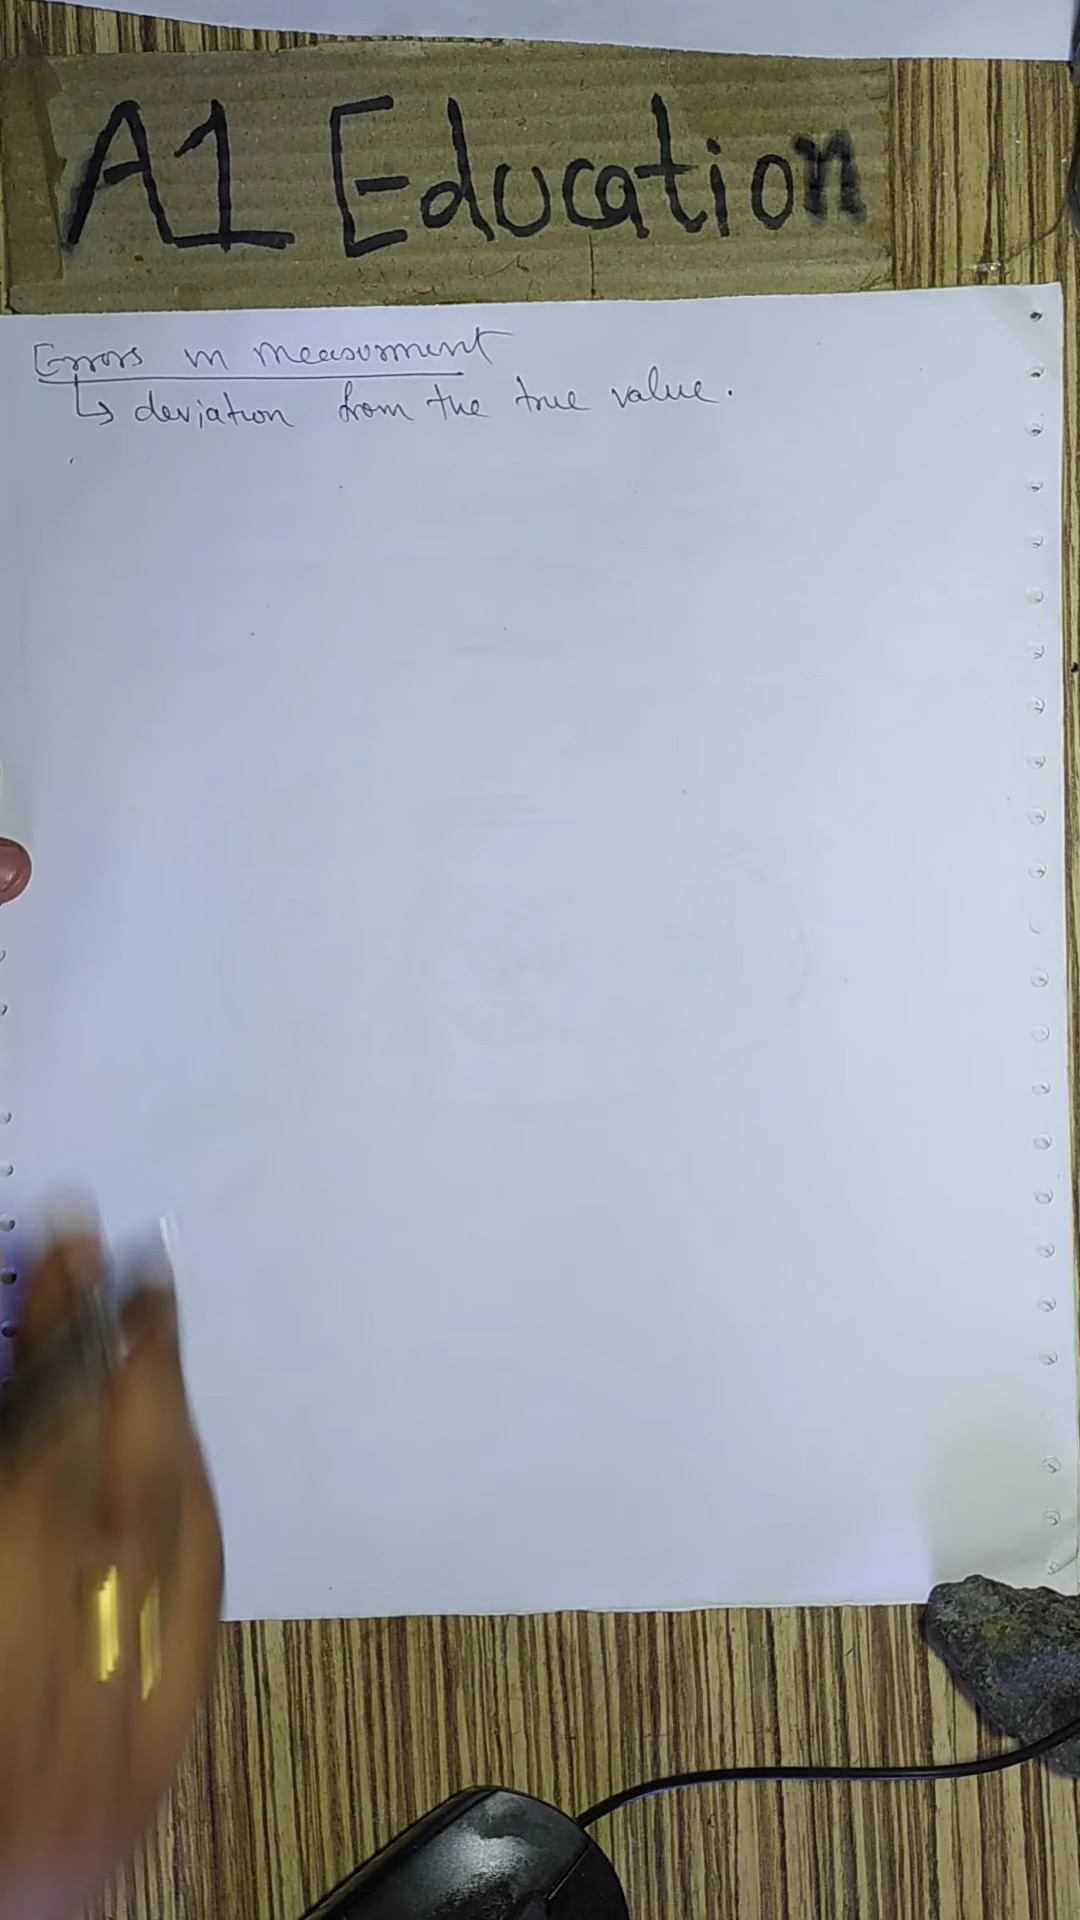 A1 Education
Errors in measurment
↳ deviation from the true value.